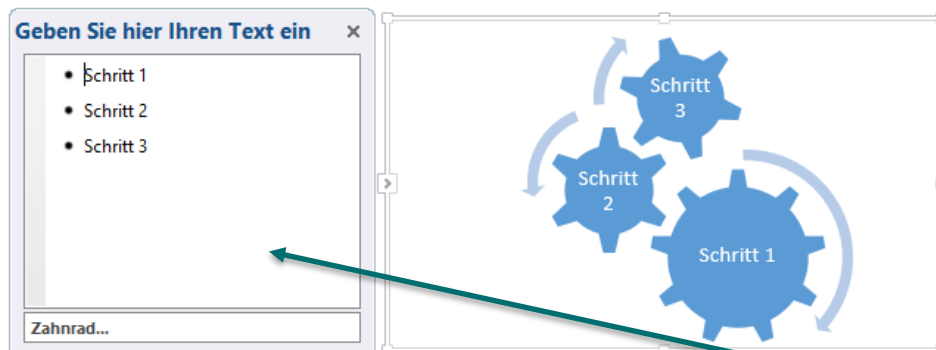 Geben Sie hier Ihren Text ein
Schritt 1
Schritt 2
Schritt 3
Zahnrad...
Schritt
3
Schritt
2
Schritt 1